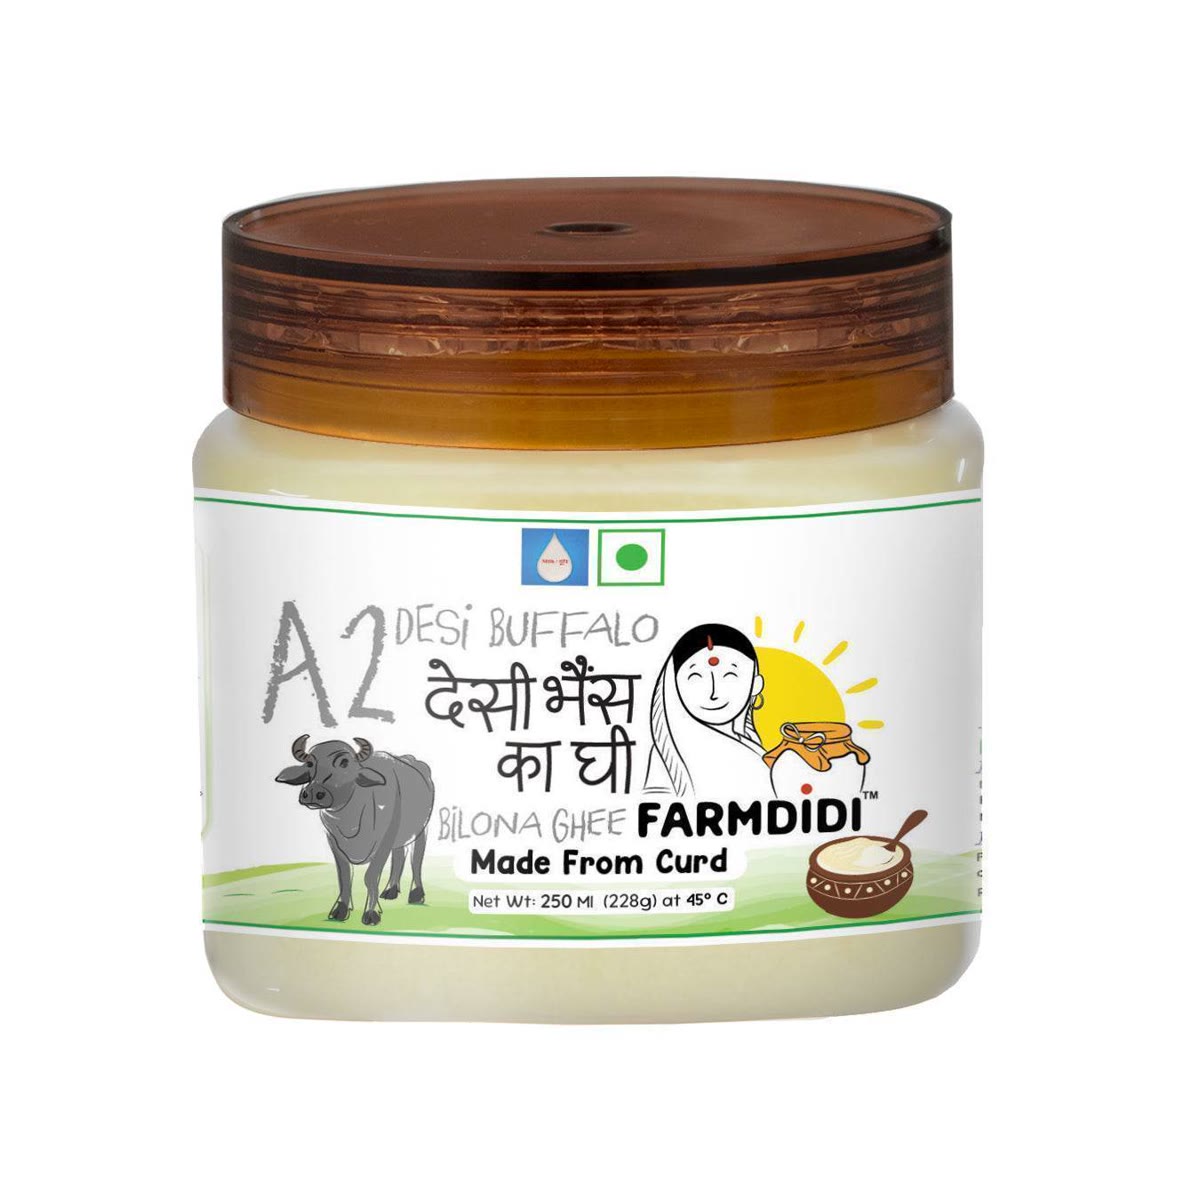 A2 DESI BUFFALO
देसी भैंस
का घी
BILONA GHEE FARMDIDI™
Made From Curd
Net Wt: 250 Ml (228g) at 45° C